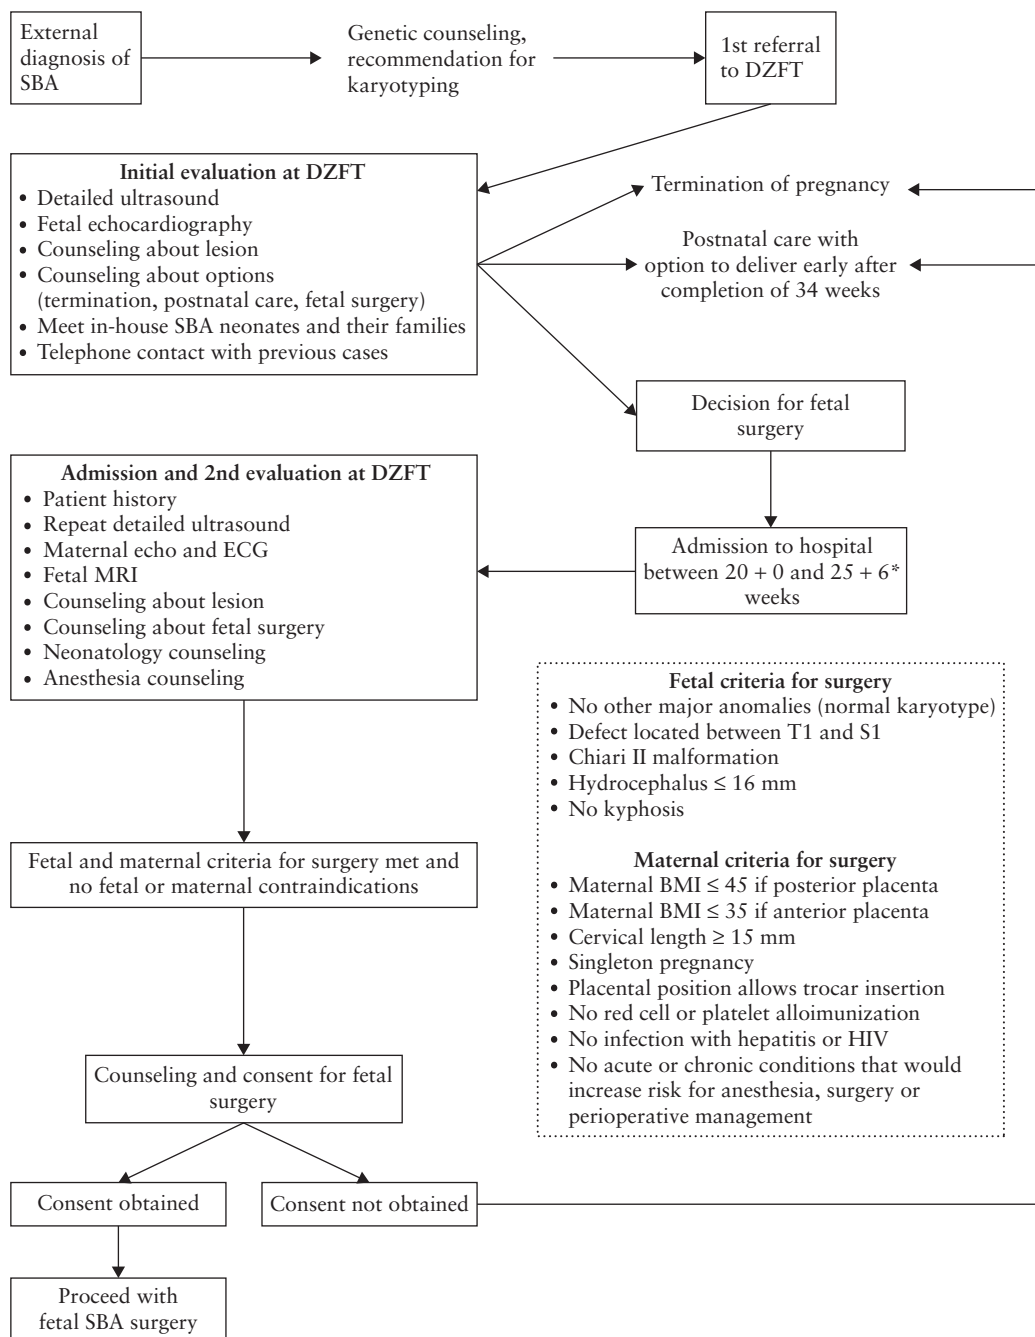 External
diagnosis of
SBA
Genetic counseling,
recommendation for
karyotyping
1st referral
to DZFT
Initial evaluation at DZFT
• Detailed ultrasound
• Fetal echocardiography
• Counseling about lesion
• Counseling about options
(termination, postnatal care, fetal surgery)
• Meet in-house SBA neonates and their families
• Telephone contact with previous cases
Termination of pregnancy
Postnatal care with
option to deliver early after
completion of 34 weeks
Decision for fetal
surgery
Admission to hospital
between 20 + 0 and 25 + 6*
weeks
Admission and 2nd evaluation at DZFT
• Patient history
• Repeat detailed ultrasound
• Maternal echo and ECG
• Fetal MRI
• Counseling about lesion
• Counseling about fetal surgery
• Neonatology counseling
• Anesthesia counseling
Fetal criteria for surgery
• No other major anomalies (normal karyotype)
• Defect located between T1 and S1
• Chiari II malformation
• Hydrocephalus ≤ 16 mm
• No kyphosis
Maternal criteria for surgery
• Maternal BMI ≤ 45 if posterior placenta
• Maternal BMI ≤ 35 if anterior placenta
• Cervical length ≥ 15 mm
• Singleton pregnancy
• Placental position allows trocar insertion
• No red cell or platelet alloimunization
• No infection with hepatitis or HIV
• No acute or chronic conditions that would
increase risk for anesthesia, surgery or
perioperative management
Fetal and maternal criteria for surgery met and
no fetal or maternal contraindications
Counseling and consent for fetal
surgery
Consent obtained
Consent not obtained
Proceed with
fetal SBA surgery